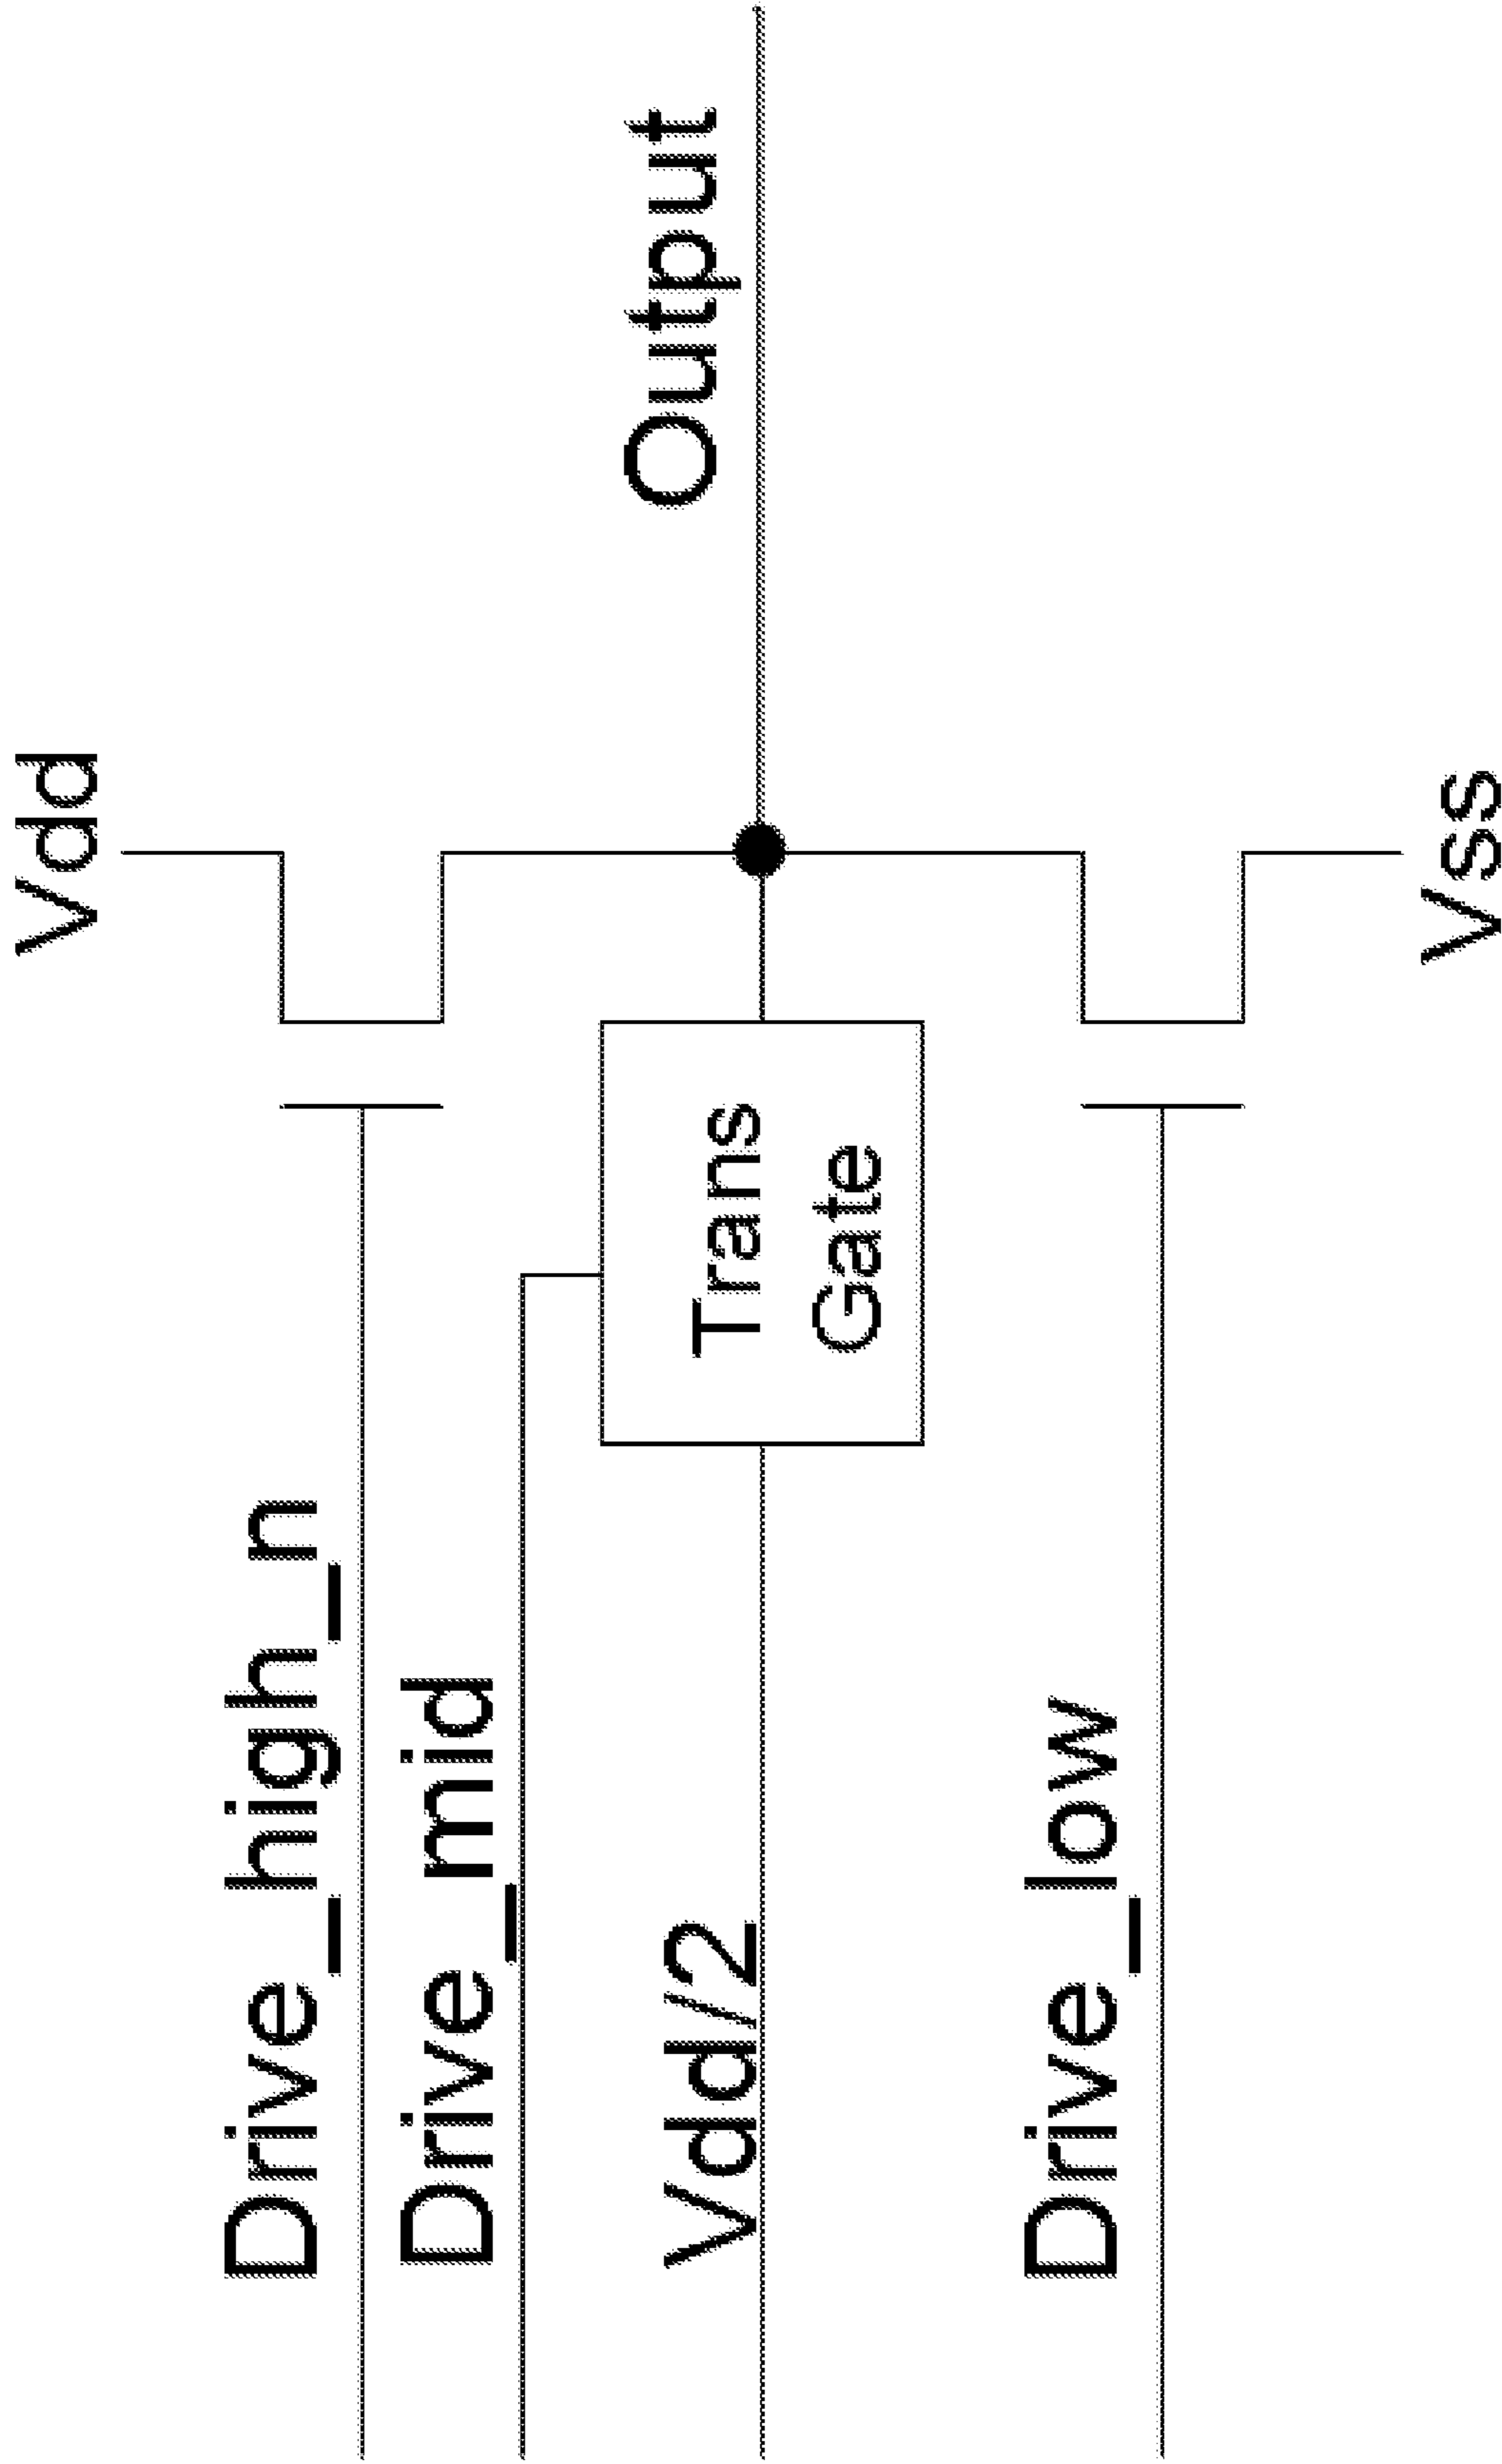 Vdd
Drive_high_n
Drive_mid
Output
Vdd/2
Trans
Gate
Drive_low
Vss